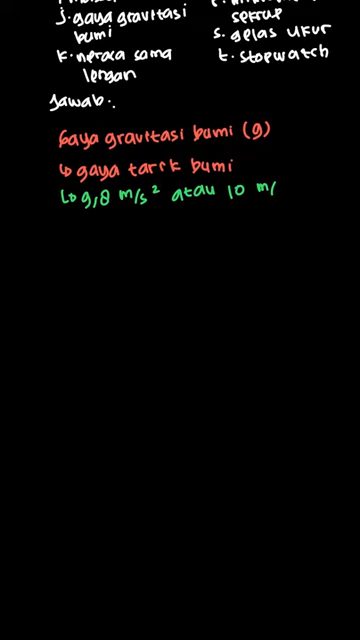 j. gaya gravitasi
bumi
k. neraca sama
lengan
sekrup
s. gelas ukur
t. stopwatch
Jawab :
Gaya gravitasi bumi (g)
↳ gaya tarik bumi
↳ 9,8 m/s² atau 10 m/